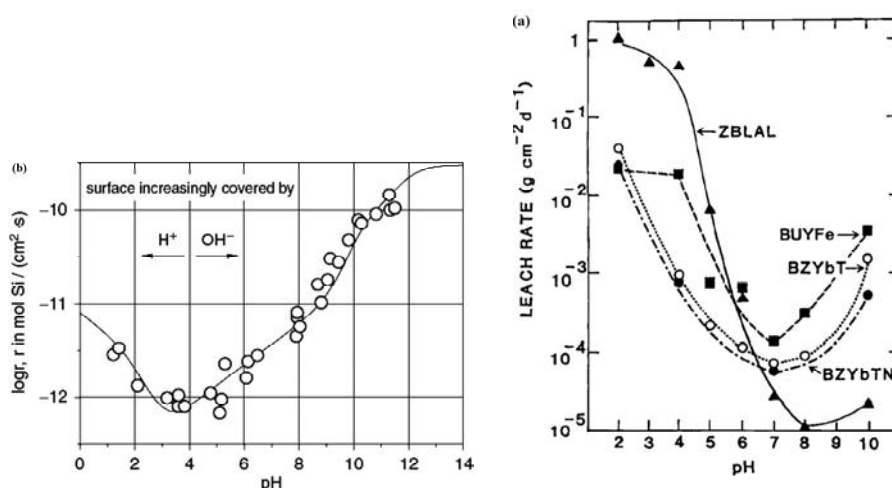 (b)
surface increasingly covered by
H⁺ OH⁻
logr, r in mol Si / (cm²·s)
-10
-11
-12
0 2 4 6 8 10 12 14
pH
(a)
LEACH RATE (g cm⁻² d⁻¹)
1
10⁻¹
10⁻²
10⁻³
10⁻⁴
10⁻⁵
ZBLAL
BUYFe
BZYbT
BZYbTN
2 3 4 5 6 7 8 10
pH